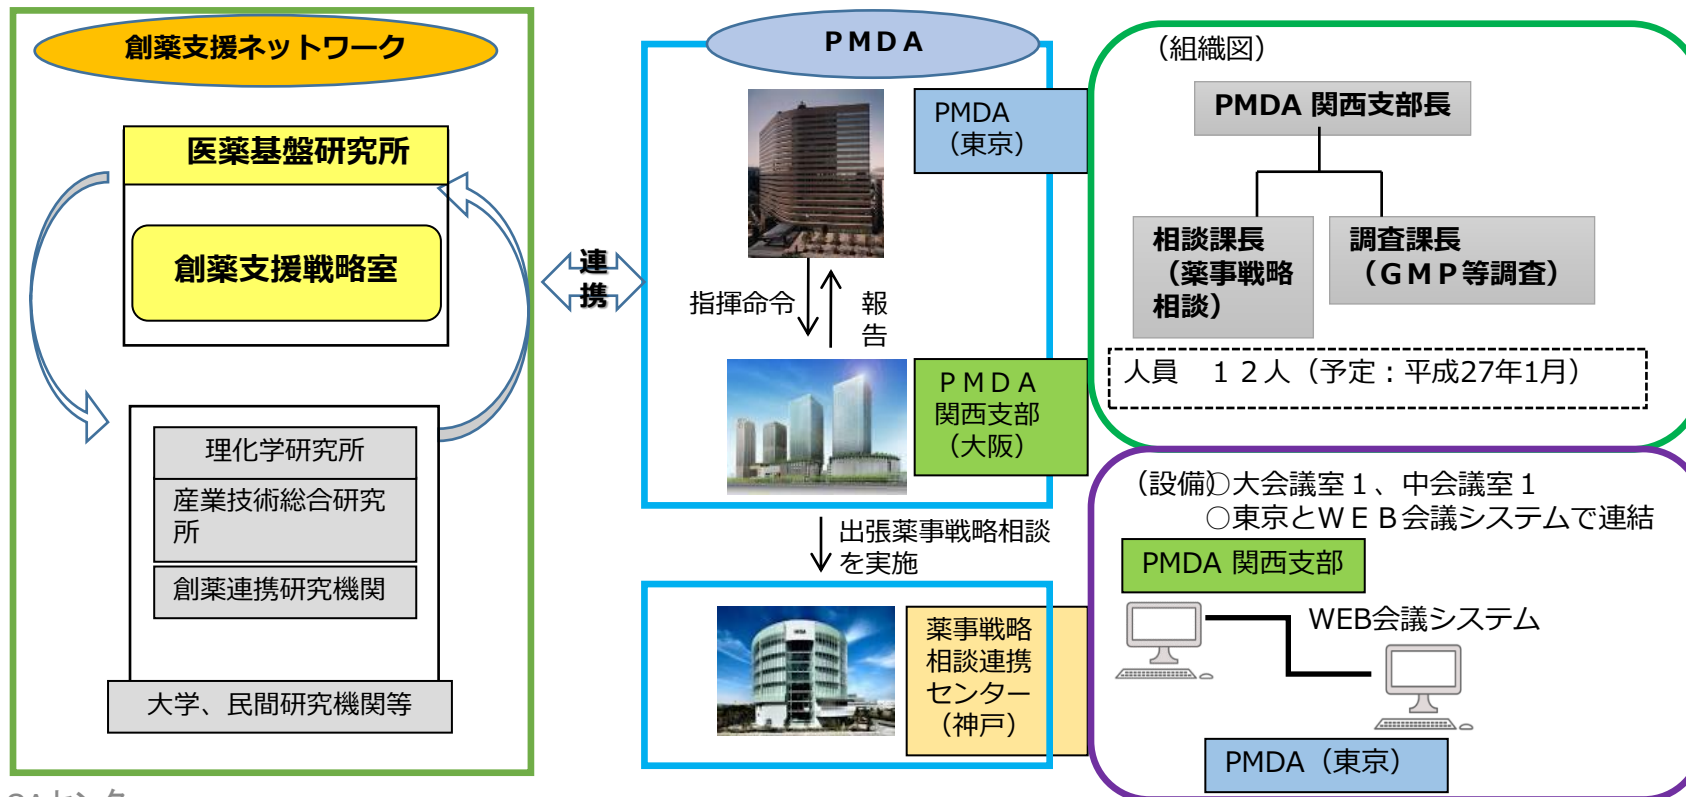 創薬支援ネットワーク
医薬基盤研究所
創薬支援戦略室
理化学研究所
産業技術総合研究
所
創薬連携研究機関
大学、民間研究機関等
連
携
ＰＭＤＡ
PMDA
（東京）
指揮命令
報
告
ＰＭＤＡ
関西支部
（大阪）
出張薬事戦略相談
を実施
薬事戦略
相談連携
センター
（神戸）
（組織図）
PMDA 関西支部長
相談課長
（薬事戦略
相談）
調査課長
（ＧＭＰ等調査）
人員　１２人（予定：平成27年1月）
（設備）○大会議室１、中会議室１
○東京とＷＥＢ会議システムで連結
PMDA 関西支部
WEB会議システム
PMDA（東京）